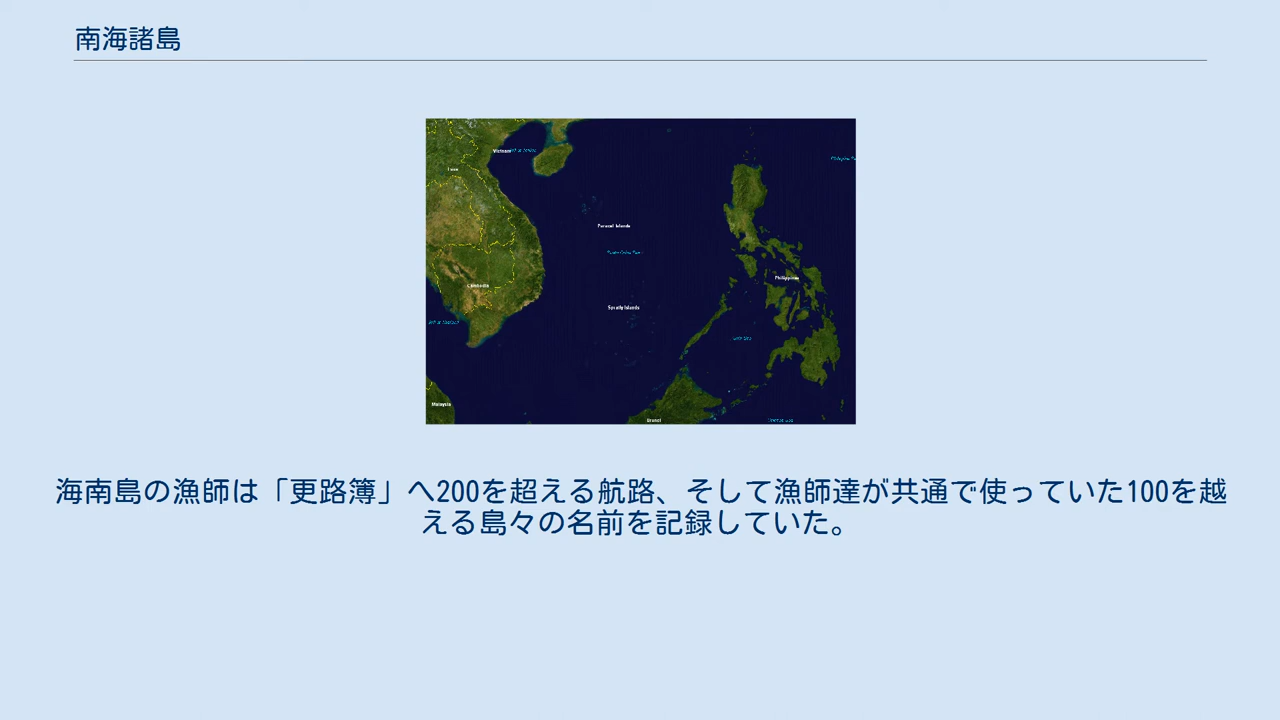 南海諸島
Vietnam
Laos
Paracel Islands
Cambodia
Philippines
Spratly Islands
Malaysia
Brunei
海南島の漁師は「更路簿」へ200を超える航路、そして漁師達が共通で使っていた100を越
える島々の名前を記録していた。